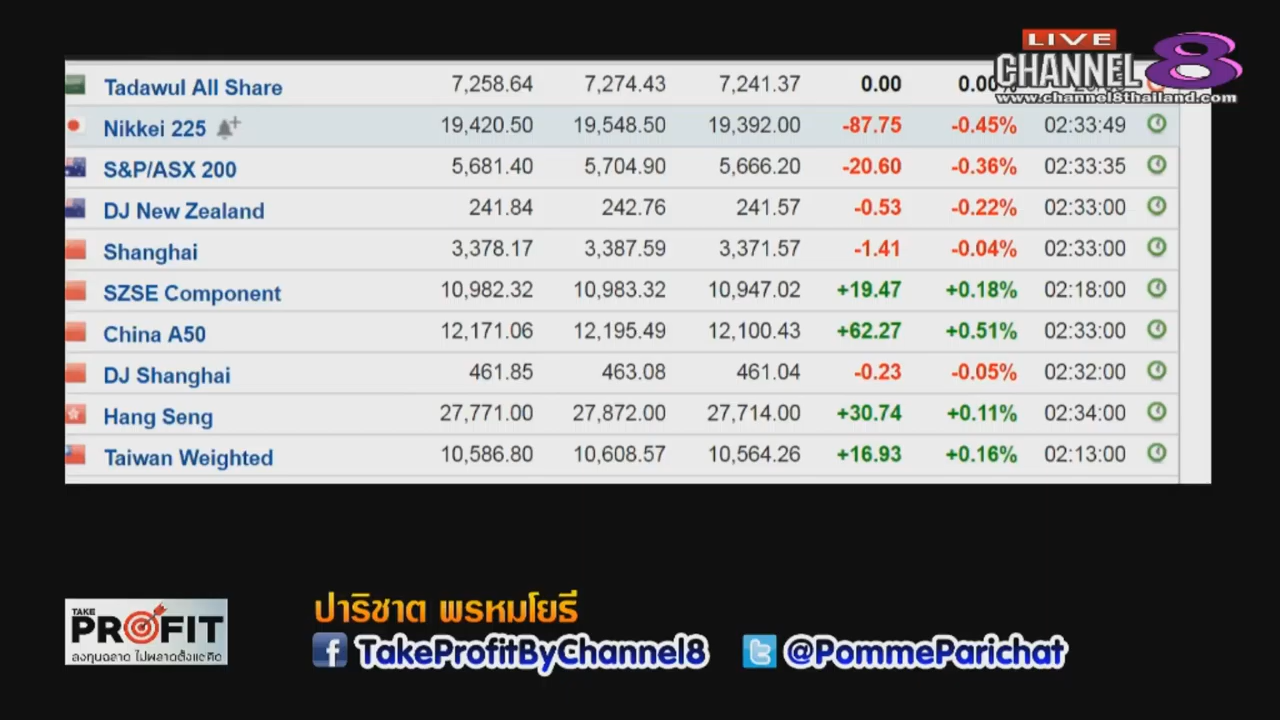 LIVE
CHANNEL 8
www.channel8thailand.com
Tadawul All Share 7,258.64 7,274.43 7,241.37 0.00 0.00%
Nikkei 225 19,420.50 19,548.50 19,392.00 -87.75 -0.45% 02:33:49
S&P/ASX 200 5,681.40 5,704.90 5,666.20 -20.60 -0.36% 02:33:35
DJ New Zealand 241.84 242.76 241.57 -0.53 -0.22% 02:33:00
Shanghai 3,378.17 3,387.59 3,371.57 -1.41 -0.04% 02:33:00
SZSE Component 10,982.32 10,983.32 10,947.02 +19.47 +0.18% 02:18:00
China A50 12,171.06 12,195.49 12,100.43 +62.27 +0.51% 02:33:00
DJ Shanghai 461.85 463.08 461.04 -0.23 -0.05% 02:32:00
Hang Seng 27,771.00 27,872.00 27,714.00 +30.74 +0.11% 02:34:00
Taiwan Weighted 10,586.80 10,608.57 10,564.26 +16.93 +0.16% 02:13:00
TAKE
PROFIT
ลงทุนฉลาด ไม่พลาดตั้งแต่คิด
ปาริชาต พรหมโยธี
TakeProfitByChannel8 @PommeParichat